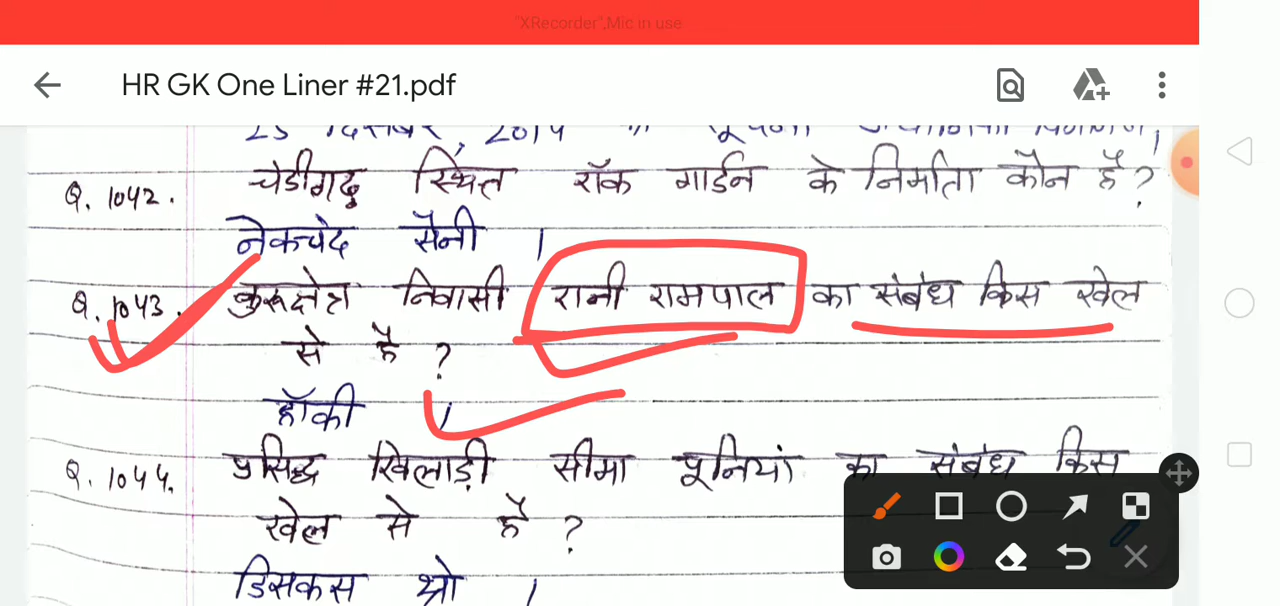 "XRecorder",Mic in use
HR GK One Liner #21.pdf
Q. 1042. चंडीगढ़ स्थित रॉक गार्डन के निर्माता कौन है?
नेकचंद सैनी ।
Q. 1043. कुरूक्षेत्र निवासी रानी रामपाल का संबंध किस खेल
से है ?
हॉकी ।
Q. 1044. प्रसिद्ध खिलाड़ी सीमा पूनियां का संबंध किस
खेल से है ?
डिसकस थ्रो ।